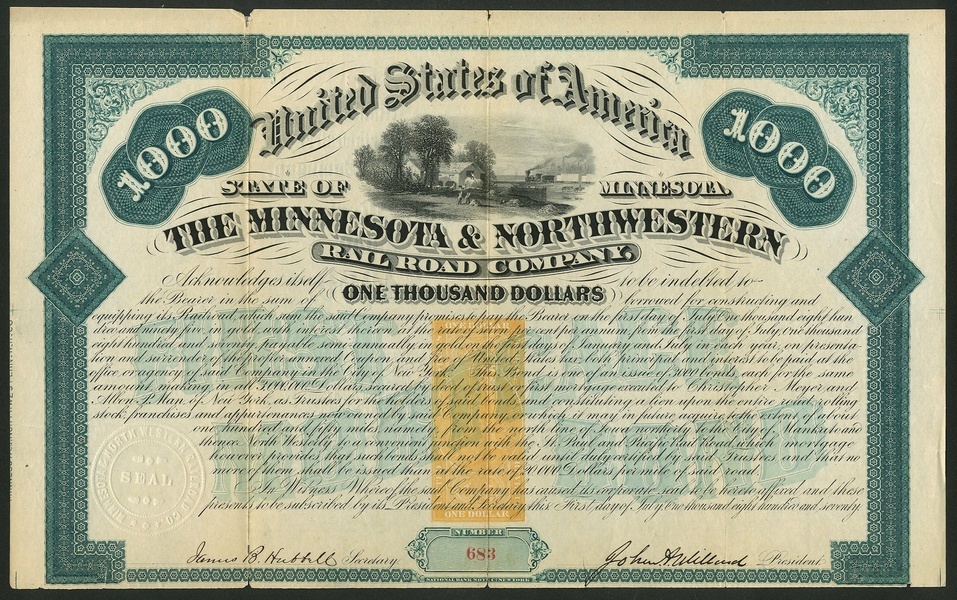 United States of America
1000
1000
STATE OF MINNESOTA
THE MINNESOTA & NORTHWESTERN
RAIL ROAD COMPANY,
Acknowledges itself to be indebted to
the Bearer in the sum of ONE THOUSAND DOLLARS borrowed for constructing and
equipping its Railroad, which sum the said Company promises to pay to the Bearer on the first day of July one thousand eight hun
dred and ninety five in gold with interest thereon at the rate of seven percent per annum from the first day of July, one thousand
eight hundred and seventy, payable semi-annually, on the first days of January and July in each year, on presenta
tion and surrender of the proper annexed Coupon, and free of United States tax, both principal and interest to be paid at the
office or agency of said Company in the City of New York. This Bond is one of an issue of 3000 bonds, each for the same
amount, making in all 3,000,000 Dollars secured by deed of trust or first mortgage executed to Christopher Meyer and
Albon P. Man, of New York, as Trustees for the holders of said bonds, and constituting a lien upon the entire road, rolling
stock, franchises and appurtenances now owned by said Company, or which it may in future acquire to the extent of about
one hundred and fifty miles namely: From the South
thence North Westerly to a convenient junction with the St. Paul and Pacific Rail Road, which mortgage
however provides, that such bonds shall not be valid until duly certified by the Trustees and that no
more of them shall be issued than at the rate of 20,000 Dollars per mile of road.
In Witness Whereof the said Company has caused its corporate seal to be hereto affixed and these
presents to be subscribed by its President and Secretary this First day of July one thousand eight hundred and seventy.
FIRST MORTGAGE
BOND
ONE DOLLAR
SEAL
NUMBER
683
James B. Hubbell Secretary.
John A. Willard President.
NATIONAL BANK NOTE CO. NEW YORK